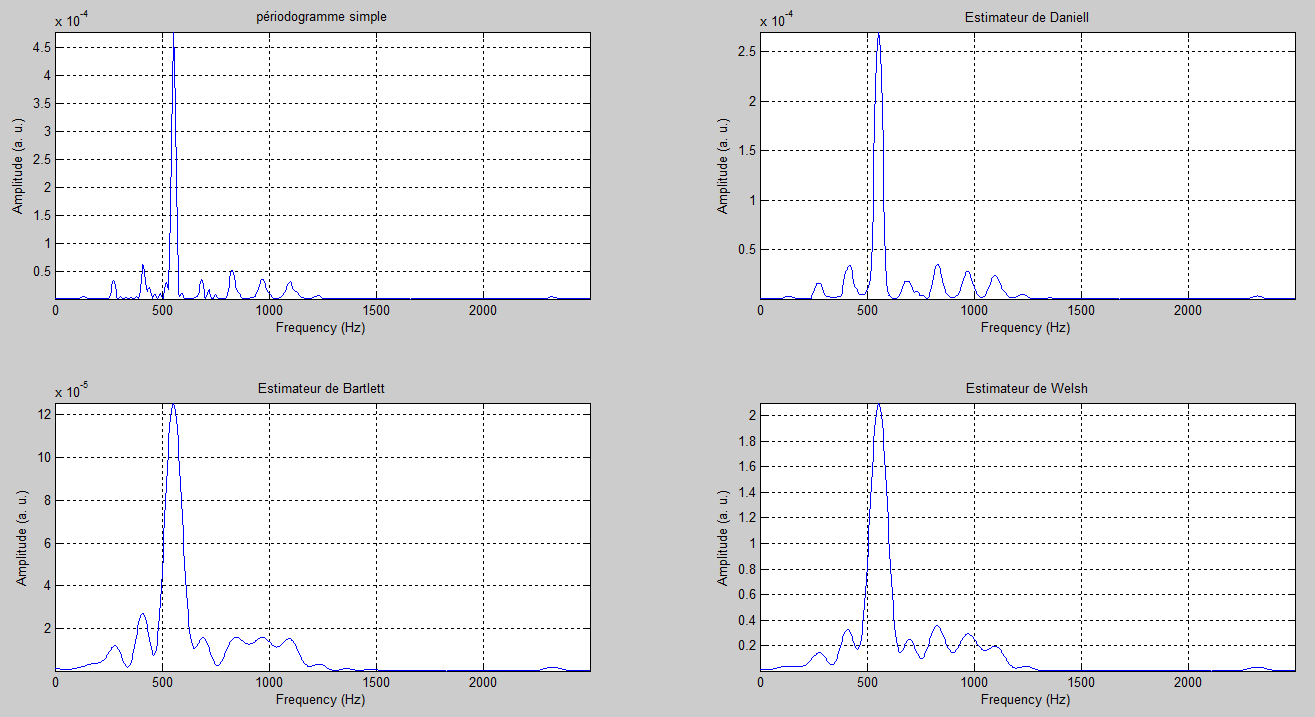 périodogramme simple
x 10-4
4.5
4
3.5
3
2.5
2
1.5
1
0.5
Amplitude (a. u.)
0 500 1000 1500 2000
Frequency (Hz)
Estimateur de Daniell
x 10-4
2.5
2
1.5
1
0.5
Amplitude (a. u.)
0 500 1000 1500 2000
Frequency (Hz)
Estimateur de Bartlett
x 10-5
12
10
8
6
4
2
Amplitude (a. u.)
0 500 1000 1500 2000
Frequency (Hz)
Estimateur de Welsh
2
1.8
1.6
1.4
1.2
1
0.8
0.6
0.4
0.2
Amplitude (a. u.)
0 500 1000 1500 2000
Frequency (Hz)